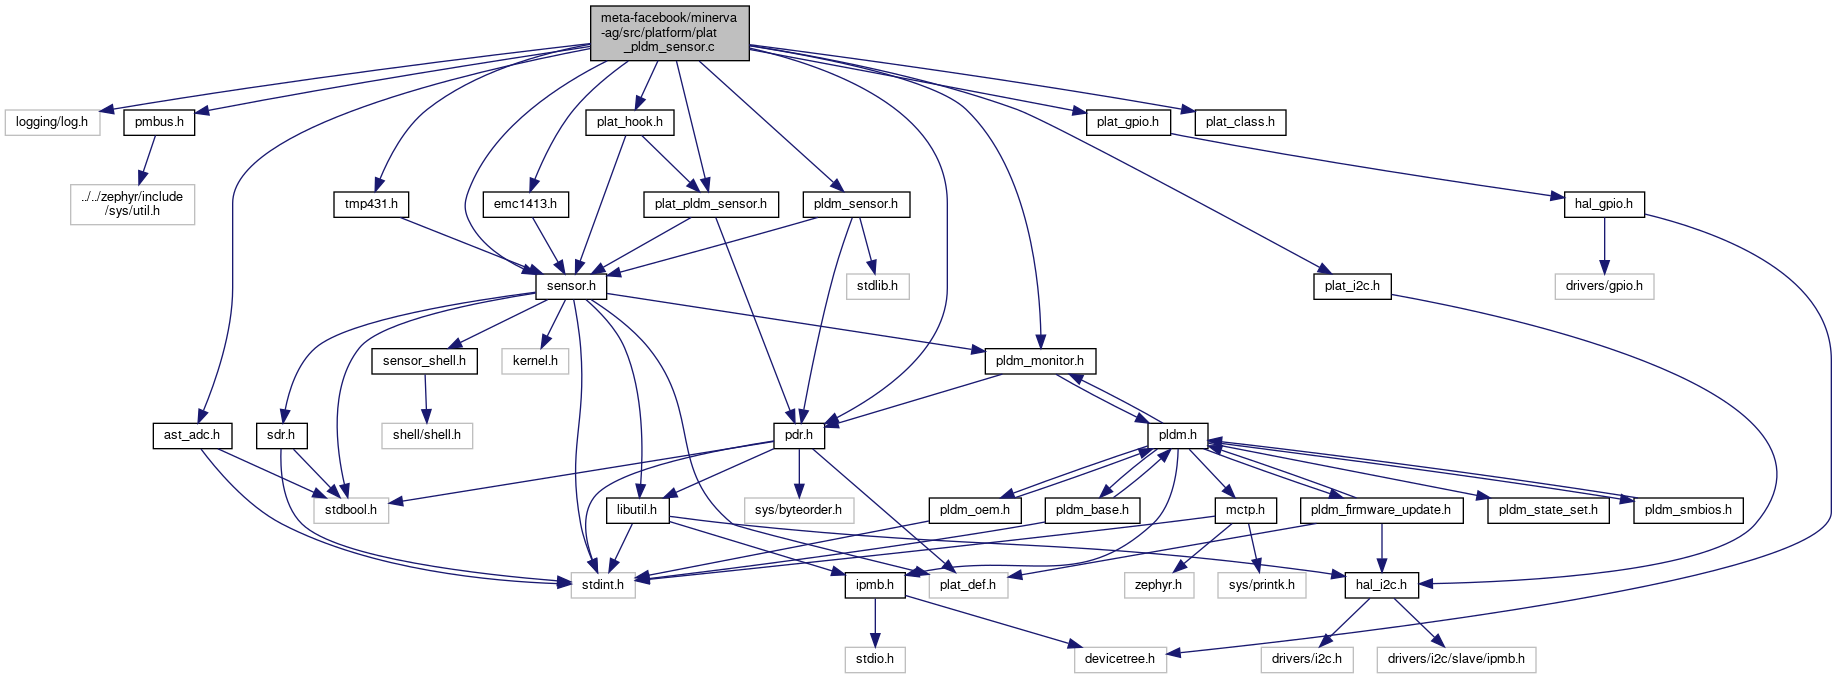 meta-facebook/minerva
-ag/src/platform/plat
_pldm_sensor.c
logging/log.h
pmbus.h
plat_hook.h
plat_gpio.h
plat_class.h
../../zephyr/include
/sys/util.h
tmp431.h
emc1413.h
plat_pldm_sensor.h
pldm_sensor.h
hal_gpio.h
sensor.h
stdlib.h
plat_i2c.h
drivers/gpio.h
sensor_shell.h
kernel.h
pldm_monitor.h
ast_adc.h
sdr.h
shell/shell.h
pdr.h
pldm.h
stdbool.h
libutil.h
sys/byteorder.h
pldm_oem.h
pldm_base.h
mctp.h
pldm_firmware_update.h
pldm_state_set.h
pldm_smbios.h
stdint.h
ipmb.h
plat_def.h
zephyr.h
sys/printk.h
hal_i2c.h
stdio.h
devicetree.h
drivers/i2c.h
drivers/i2c/slave/ipmb.h